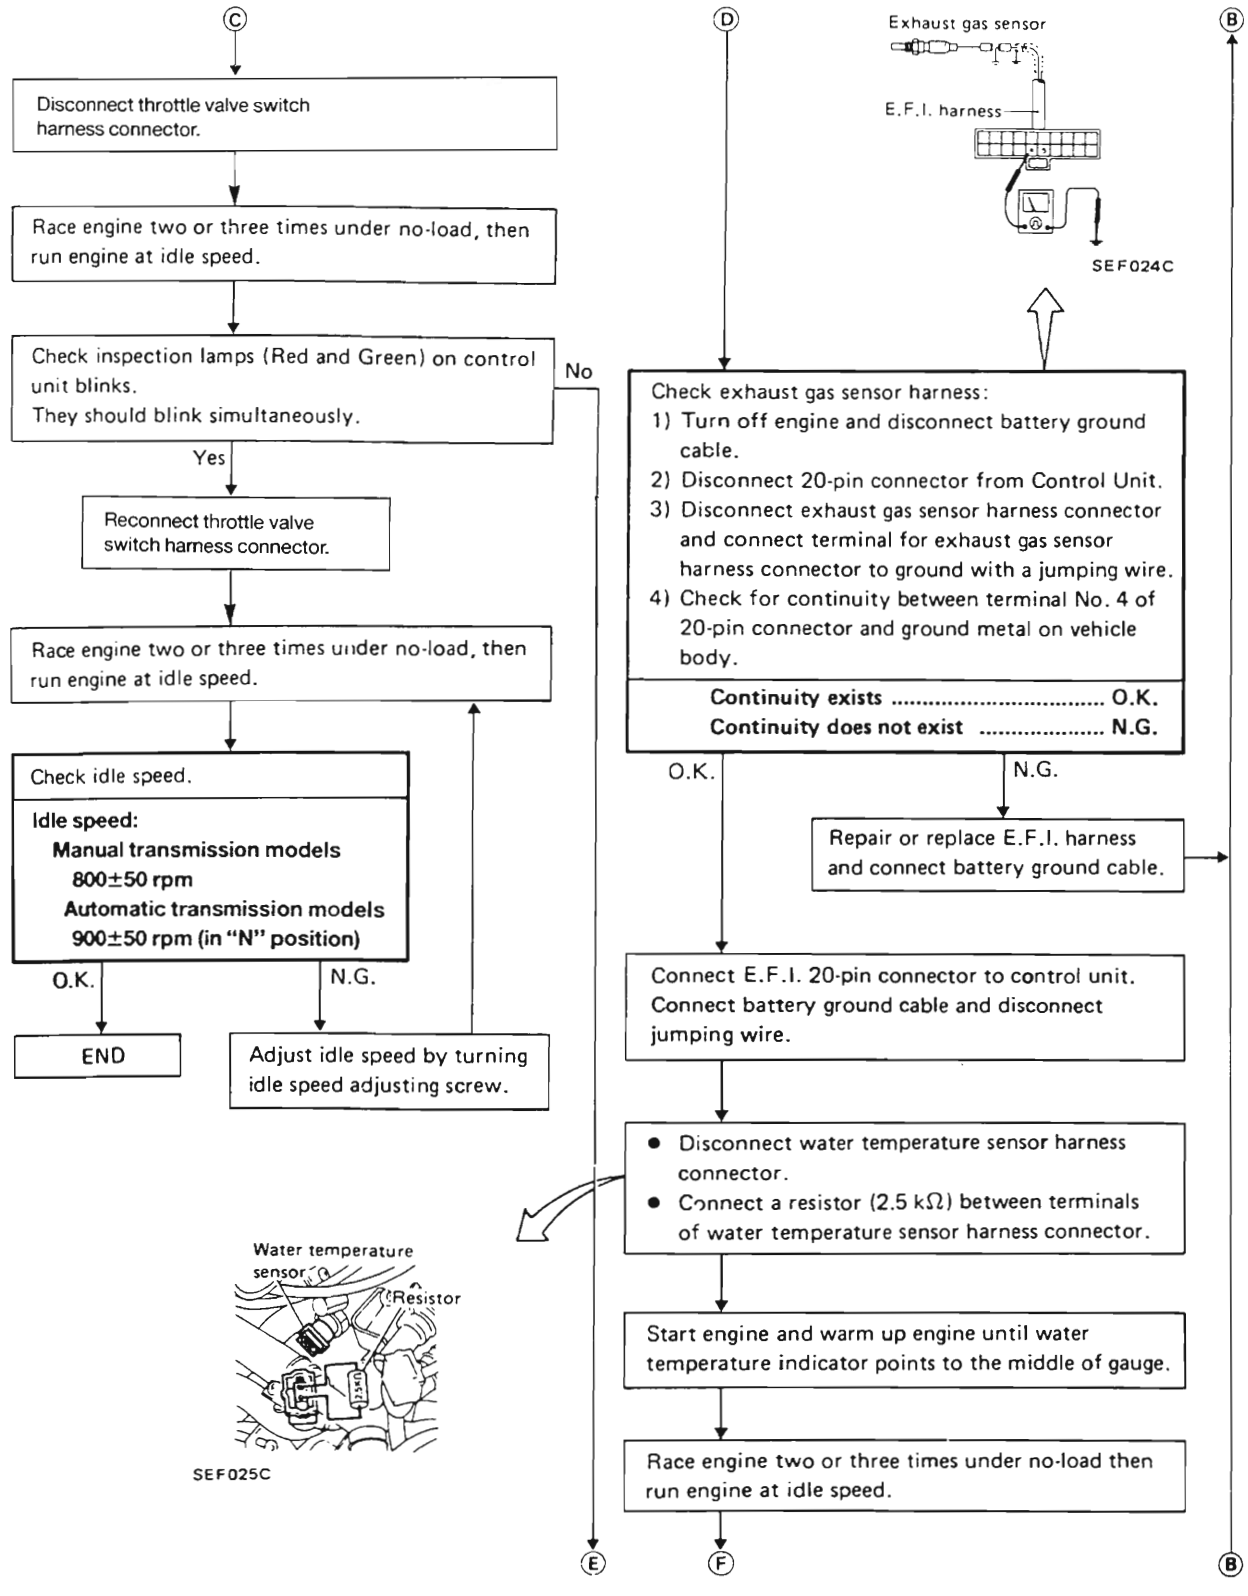 C
Disconnect throttle valve switch
harness connector.
Race engine two or three times under no-load, then
run engine at idle speed.
Check inspection lamps (Red and Green) on control
unit blinks.
They should blink simultaneously.
No
Yes
Reconnect throttle valve
switch harness connector.
Race engine two or three times under no-load, then
run engine at idle speed.
Check idle speed.
Idle speed:
Manual transmission models
800±50 rpm
Automatic transmission models
900±50 rpm (in “N” position)
O.K.
N.G.
END
Adjust idle speed by turning
idle speed adjusting screw.
Water temperature
sensor
Resistor
2.5KΩ
SEF025C
E
D
Exhaust gas sensor
E.F.I. harness
Ω
SEF024C
B
Check exhaust gas sensor harness:
1) Turn off engine and disconnect battery ground
cable.
2) Disconnect 20-pin connector from Control Unit.
3) Disconnect exhaust gas sensor harness connector
and connect terminal for exhaust gas sensor
harness connector to ground with a jumping wire.
4) Check for continuity between terminal No. 4 of
20-pin connector and ground metal on vehicle
body.
Continuity exists .................................. O.K.
Continuity does not exist ..................... N.G.
O.K.
N.G.
Repair or replace E.F.I. harness
and connect battery ground cable.
Connect E.F.I. 20-pin connector to control unit.
Connect battery ground cable and disconnect
jumping wire.
● Disconnect water temperature sensor harness
connector.
● Connect a resistor (2.5 kΩ) between terminals
of water temperature sensor harness connector.
Start engine and warm up engine until water
temperature indicator points to the middle of gauge.
Race engine two or three times under no-load then
run engine at idle speed.
F
B